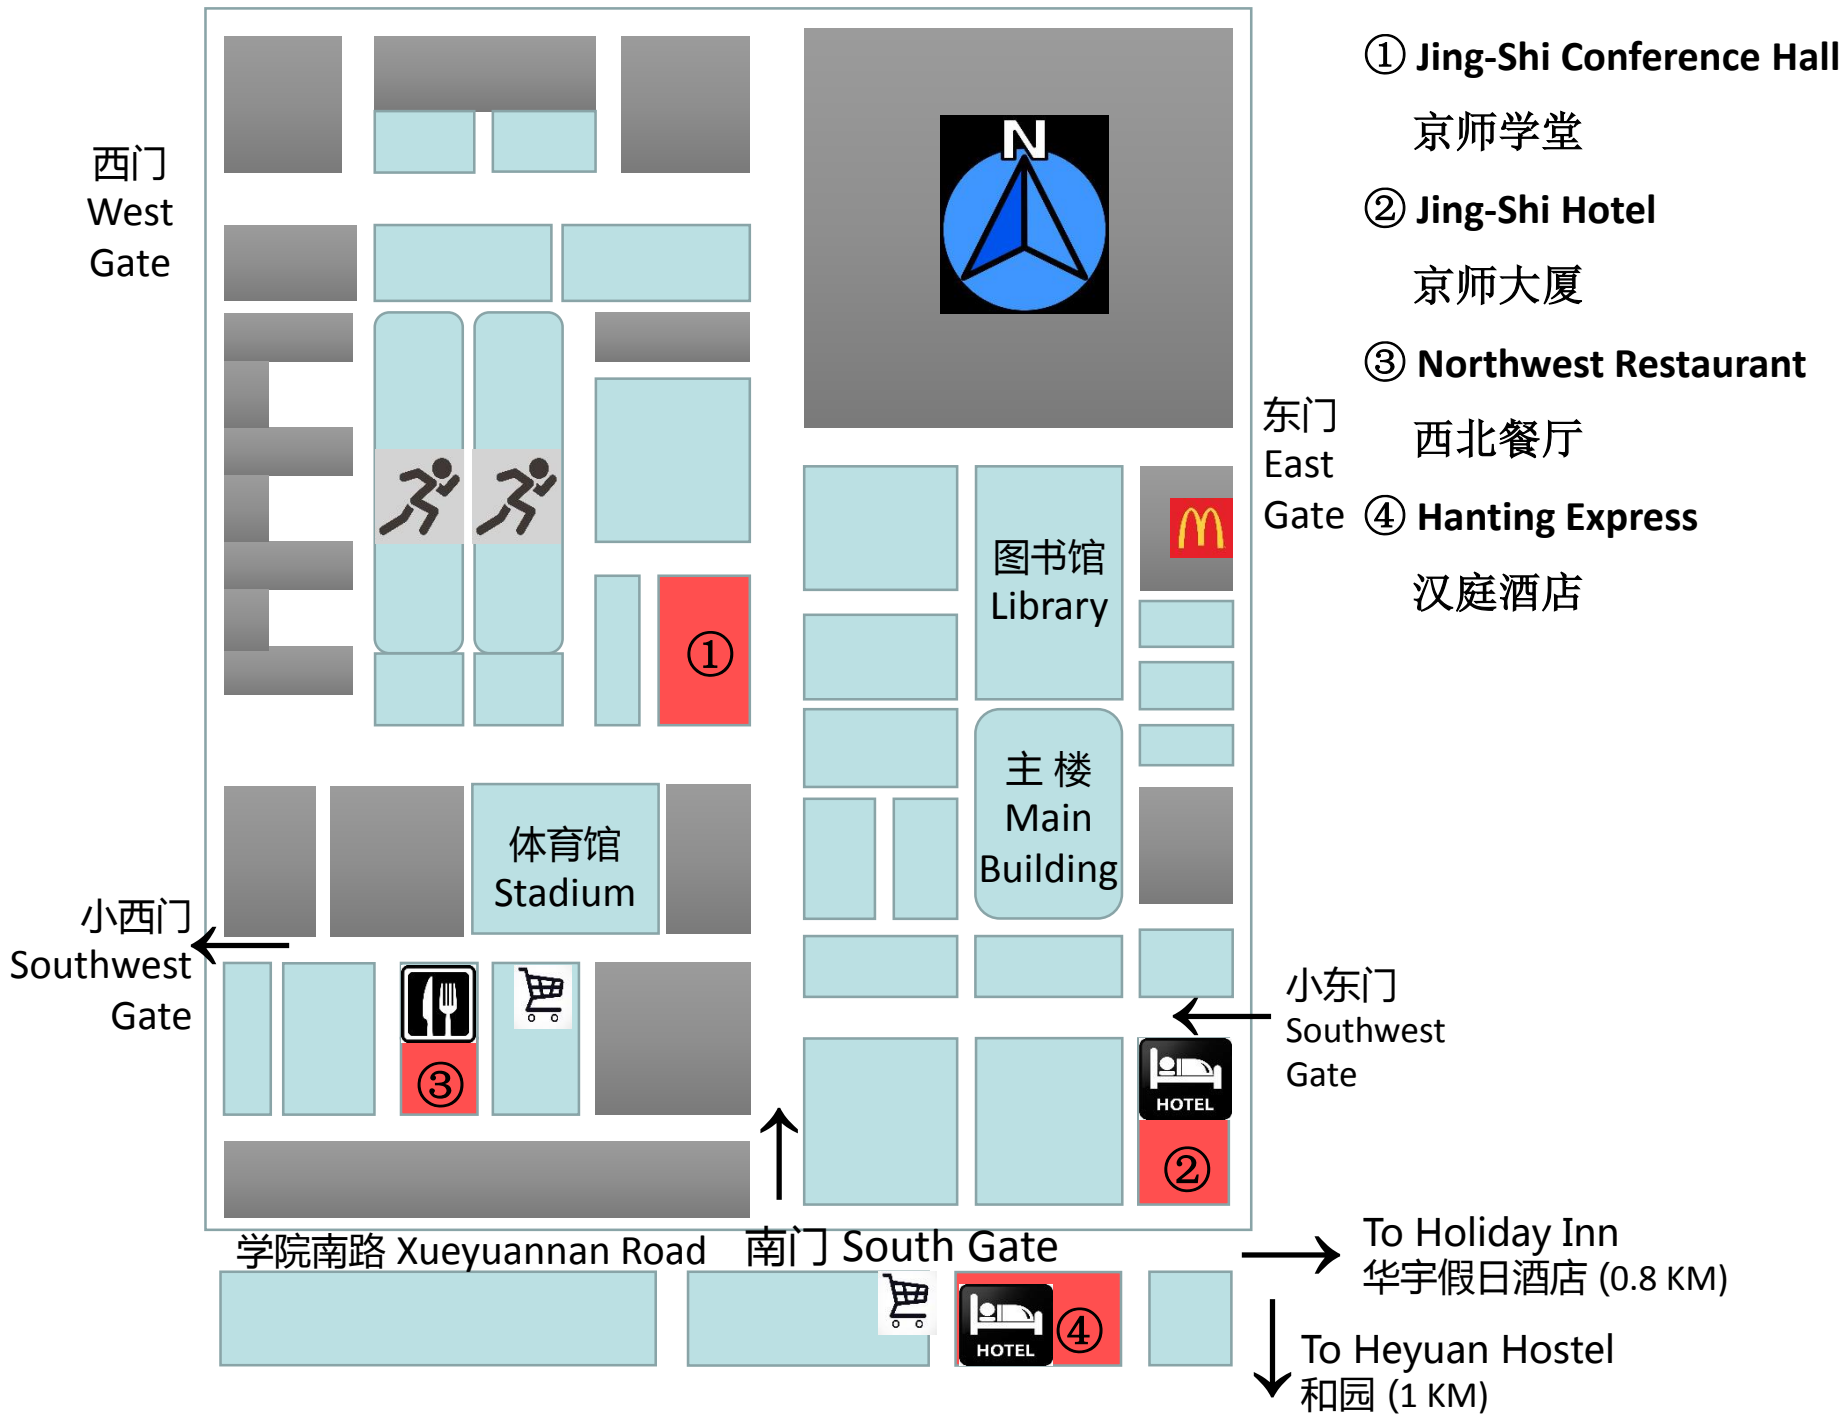 西门
West
Gate
N
① Jing-Shi Conference Hall
京师学堂
② Jing-Shi Hotel
京师大厦
③ Northwest Restaurant
西北餐厅
④ Hanting Express
汉庭酒店
东门
East
Gate
图书馆
Library
①
主 楼
Main
Building
体育馆
Stadium
小西门
Southwest
Gate
小东门
Southwest
Gate
③
HOTEL
②
学院南路 Xueyuannan Road
南门 South Gate
To Holiday Inn
华宇假日酒店 (0.8 KM)
HOTEL
④
To Heyuan Hostel
和园 (1 KM)